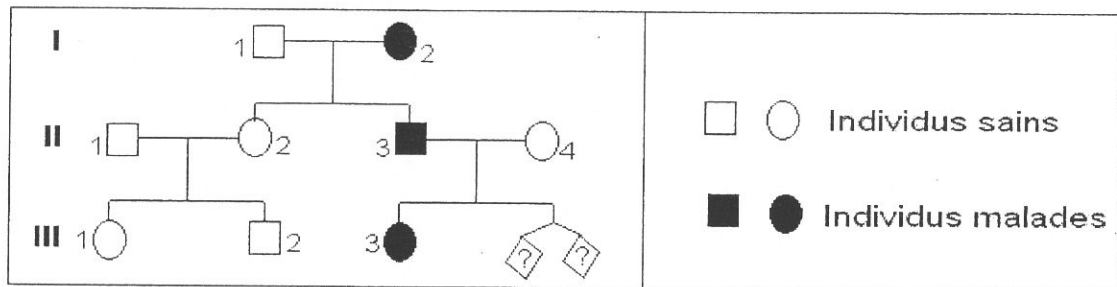 I 1 2
II 1 2 3 4
III 1 2 3 ? ?
Individus sains
Individus malades